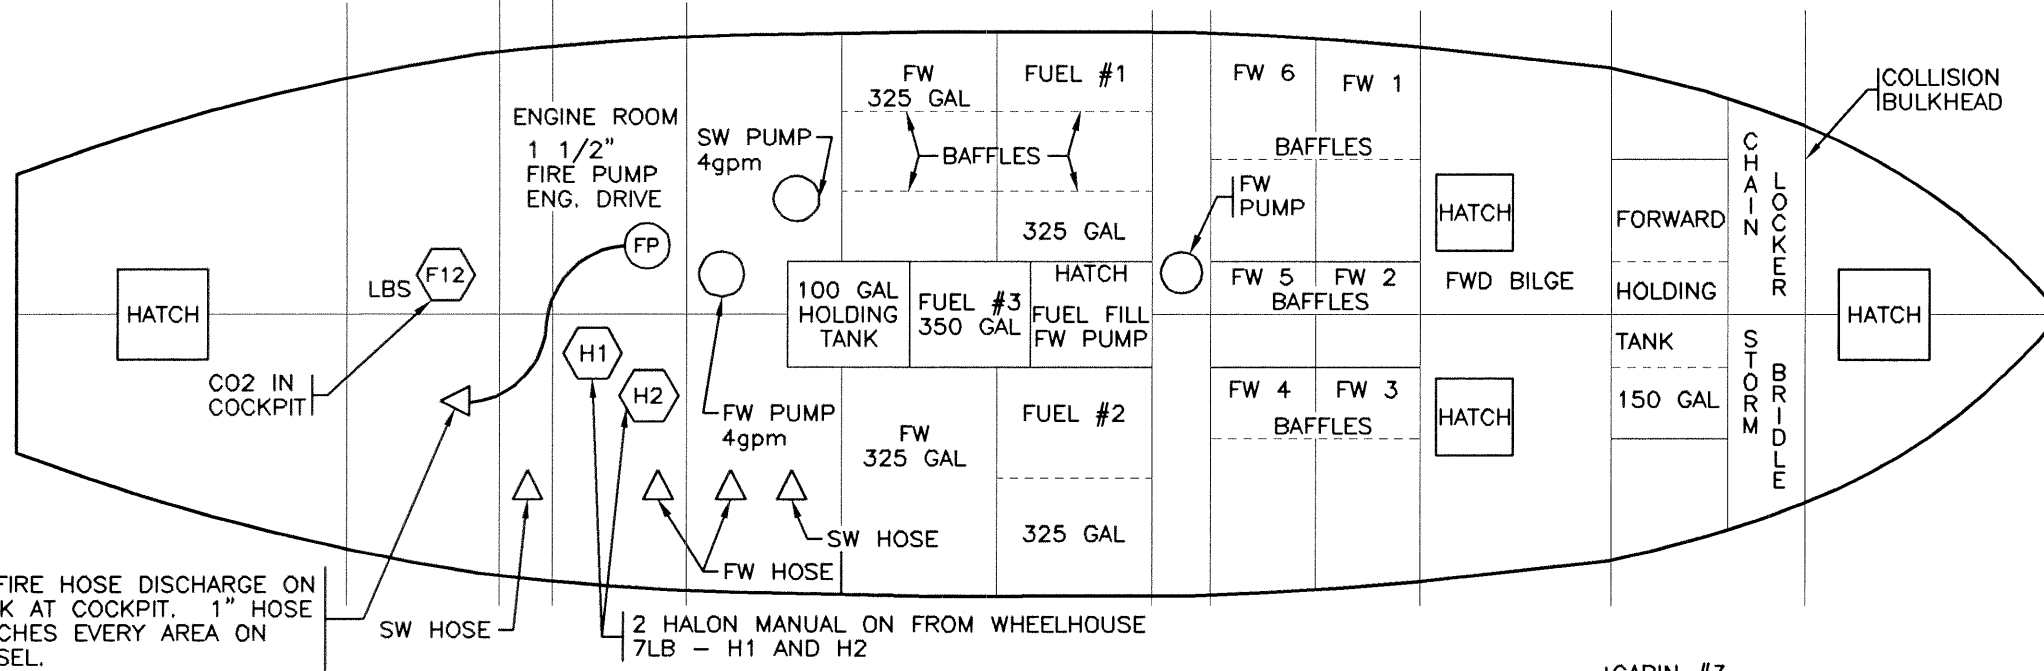 COLLISION
BULKHEAD
FW
325 GAL
FUEL #1
FW 6
FW 1
ENGINE ROOM
1 1/2"
FIRE PUMP
ENG. DRIVE
SW PUMP
4gpm
BAFFLES
BAFFLES
FW
PUMP
HATCH
CHAIN
LOCKER
FORWARD
325 GAL
FP
F12
LBS
HATCH
100 GAL
HOLDING
TANK
FUEL #3
350 GAL
HATCH
FUEL FILL
FW PUMP
FW 5
FW 2
BAFFLES
FWD BILGE
HOLDING
HATCH
TANK
H1
H2
CO2 IN
COCKPIT
FW PUMP
4gpm
FUEL #2
FW 4
FW 3
BAFFLES
HATCH
150 GAL
STORM
BRIDLE
FW
325 GAL
325 GAL
SW HOSE
FW HOSE
FIRE HOSE DISCHARGE ON
K AT COCKPIT. 1" HOSE
CHES EVERY AREA ON
SEL.
SW HOSE
2 HALON MANUAL ON FROM WHEELHOUSE
7LB - H1 AND H2